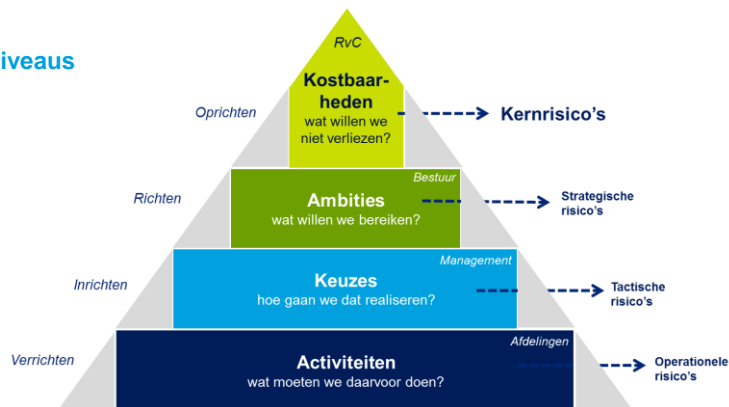 iveaus
RvC
Kostbaar-
heden
wat willen we
niet verliezen?
Oprichten
Kernrisico's
Bestuur
Ambities
wat willen we bereiken?
Richten
Strategische
risico's
Management
Keuzes
hoe gaan we dat realiseren?
Inrichten
Tactische
risico's
Afdelingen
Activiteiten
wat moeten we daarvoor doen?
Verrichten
Operationele
risico's